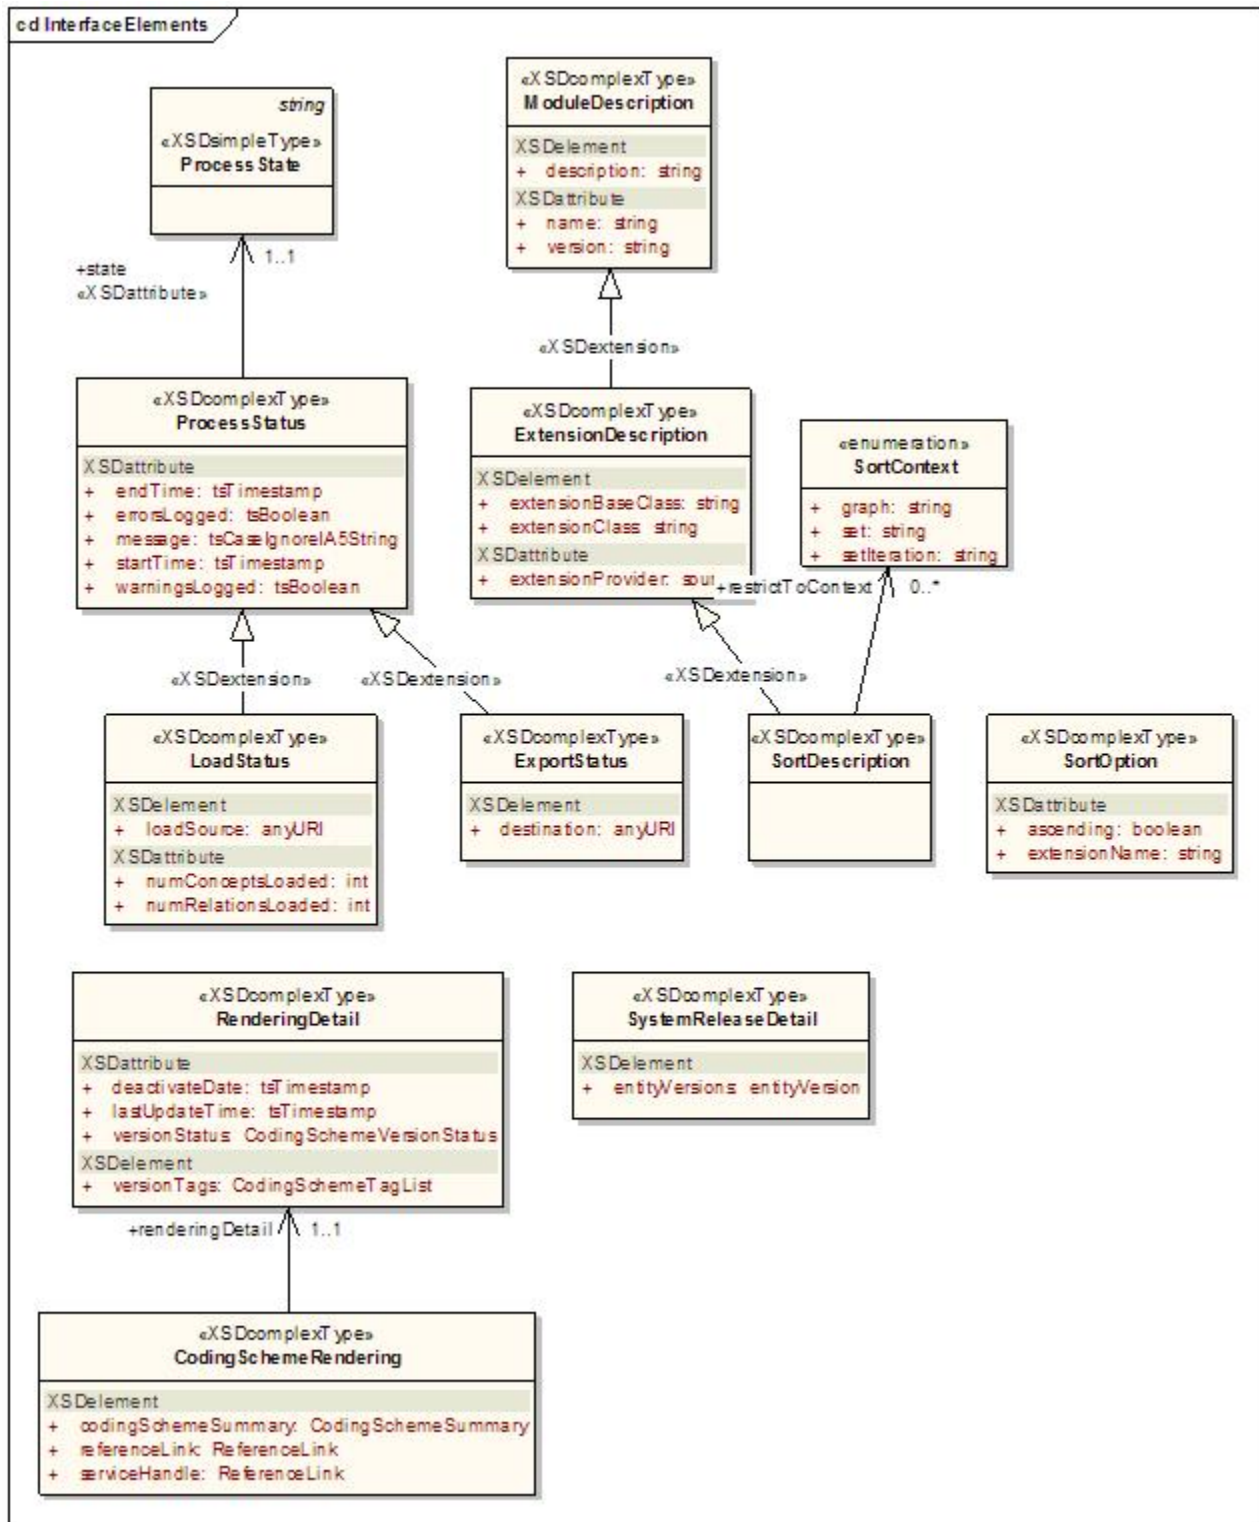 cd InterfaceElements
string
«XSDsimpleType»
ProcessState
«XSDcomplexType»
ModuleDescription
XSDelement
+ description: string
XSDattribute
+ name: string
+ version: string
+state
«XSDattribute»
1..1
«XSDextension»
«XSDcomplexType»
ProcessStatus
XSDattribute
+ endTime: tsTimestamp
+ errorsLogged: tsBoolean
+ message: tsCaseIgnoreIA5String
+ startTime: tsTimestamp
+ warningsLogged: tsBoolean
«XSDcomplexType»
ExtensionDescription
XSDelement
+ extensionBaseClass: string
+ extensionClass: string
XSDattribute
+ extensionProvider:
«enumeration»
SortContext
+ graph: string
+ set: string
+ setIteration: string
+restrictToContext
0..*
«XSDextension»
«XSDextension»
«XSDextension»
«XSDcomplexType»
LoadStatus
XSDelement
+ loadSource: anyURI
XSDattribute
+ numConceptsLoaded: int
+ numRelationsLoaded: int
«XSDcomplexType»
ExportStatus
XSDelement
+ destination: anyURI
«XSDcomplexType»
SortDescription
«XSDcomplexType»
SortOption
XSDattribute
+ ascending: boolean
+ extensionName: string
«XSDcomplexType»
RenderingDetail
XSDattribute
+ deactivateDate: tsTimestamp
+ lastUpdateTime: tsTimestamp
+ versionStatus: CodingSchemeVersionStatus
XSDelement
+ versionTags: CodingSchemeTagList
«XSDcomplexType»
SystemReleaseDetail
XSDelement
+ entityVersions: entityVersion
+renderingDetail
1..1
«XSDcomplexType»
CodingSchemeRendering
XSDelement
+ codingSchemeSummary: CodingSchemeSummary
+ referenceLink: ReferenceLink
+ serviceHandle: ReferenceLink